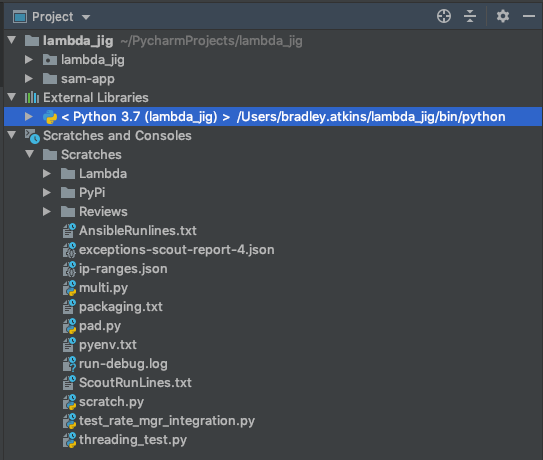 Project
lambda_jig ~/PycharmProjects/lambda_jig
lambda_jig
sam-app
External Libraries
< Python 3.7 (lambda_jig) > /Users/bradley.atkins/lambda_jig/bin/python
Scratches and Consoles
Scratches
Lambda
PyPi
Reviews
AnsibleRunlines.txt
exceptions-scout-report-4.json
ip-ranges.json
multi.py
packaging.txt
pad.py
pyenv.txt
run-debug.log
ScoutRunLines.txt
scratch.py
test_rate_mgr_integration.py
threading_test.py